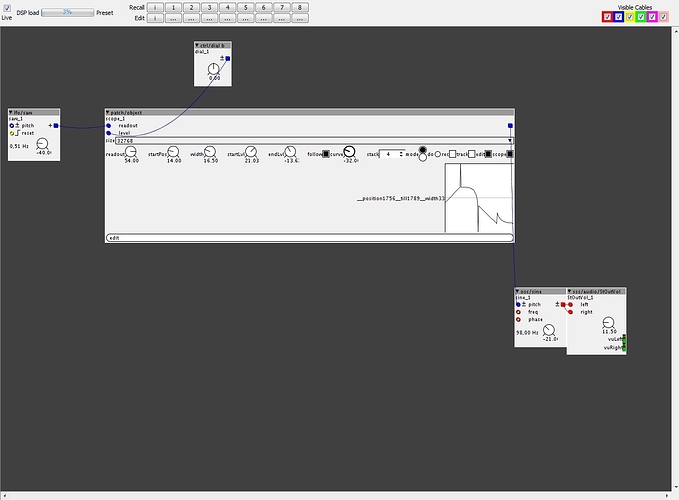 Live
DSP load 3% Preset
Recall i 1 2 3 4 5 6 7 8
Edit i ... ... ... ... ... ... ... ...
Visible Cables
ctrl/dial b
dial_1
0.00
lfo/saw
saw_1
pitch
reset
0,51 Hz
-40.0
patch/object
scope_1
readout
level
size 32768
readout startPos width startLvl endLvl follow curve stack 4 mode do rec track edit scope
54.00 14.00 16.50 21.03 -13.6 -32.0
__position1756__till1789__width33
edit
osc/sine
sine_1
pitch
freq
phase
98,00 Hz
-21.0
StOutVol_1
left
right
11.50
vuLeft
vuRight